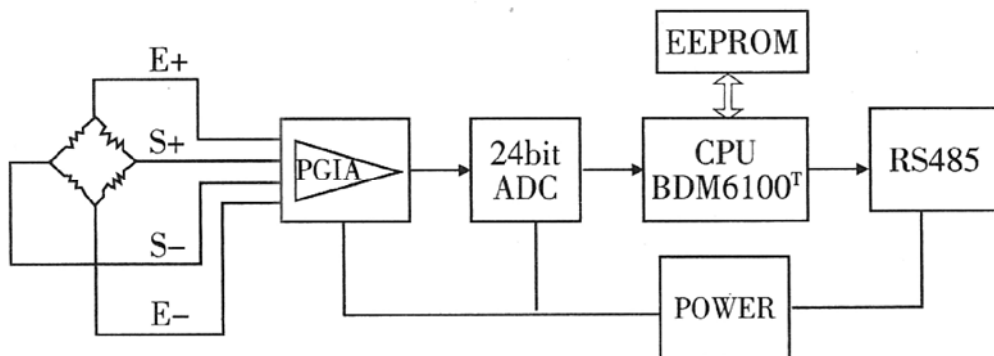 E+
S+
S−
E−
PGIA
24bit
ADC
EEPROM
CPU
BDM6100ᵀ
RS485
POWER